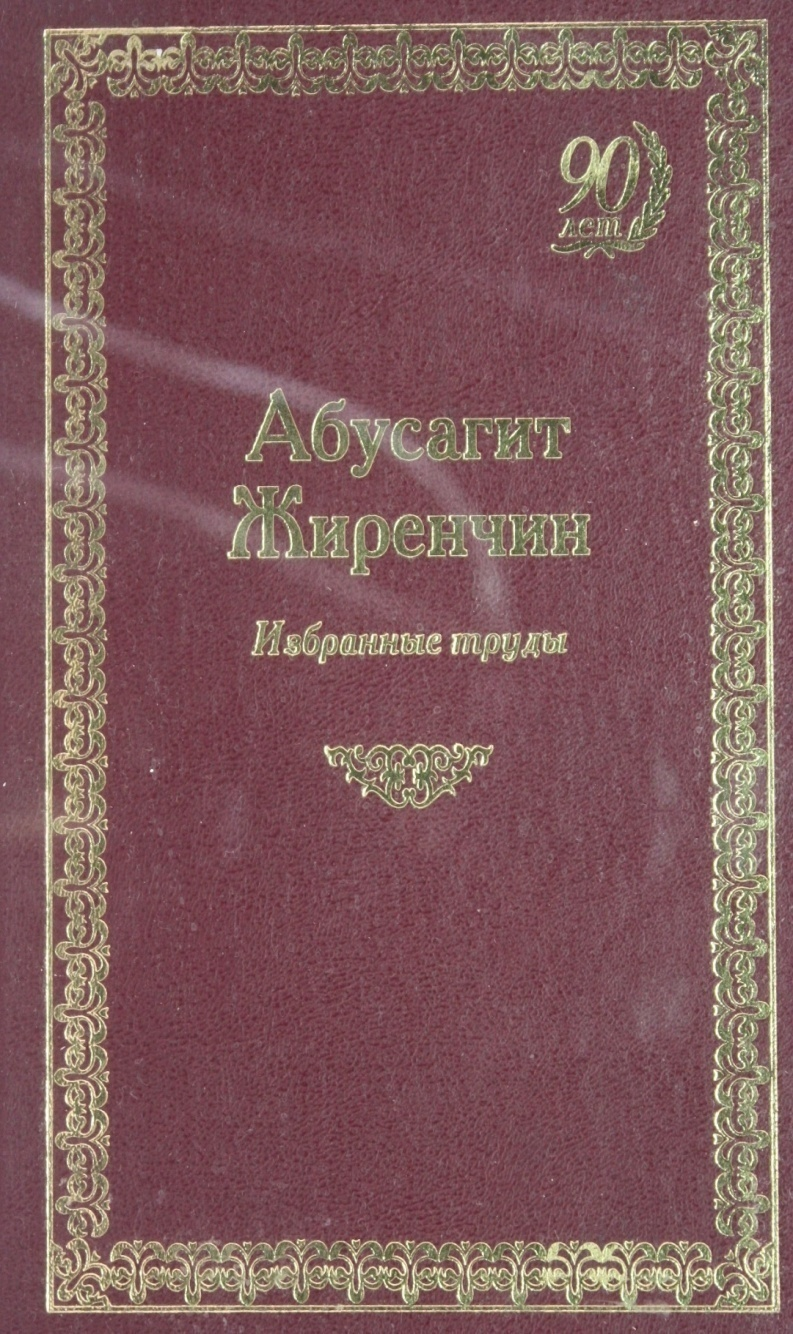 90
лет
Абусагит
Жиренчин
Избранные труды